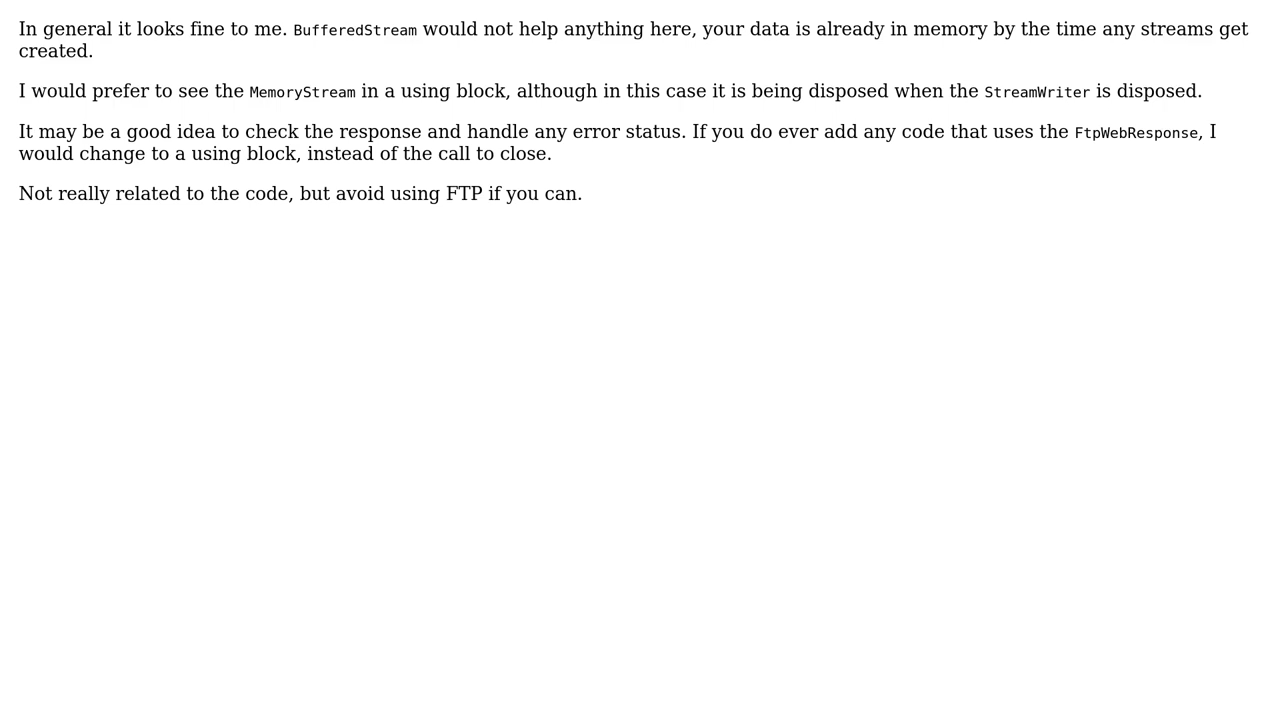 In general it looks fine to me. BufferedStream would not help anything here, your data is already in memory by the time any streams get
created.
I would prefer to see the MemoryStream in a using block, although in this case it is being disposed when the StreamWriter is disposed.
It may be a good idea to check the response and handle any error status. If you do ever add any code that uses the FtpWebResponse, I
would change to a using block, instead of the call to close.
Not really related to the code, but avoid using FTP if you can.